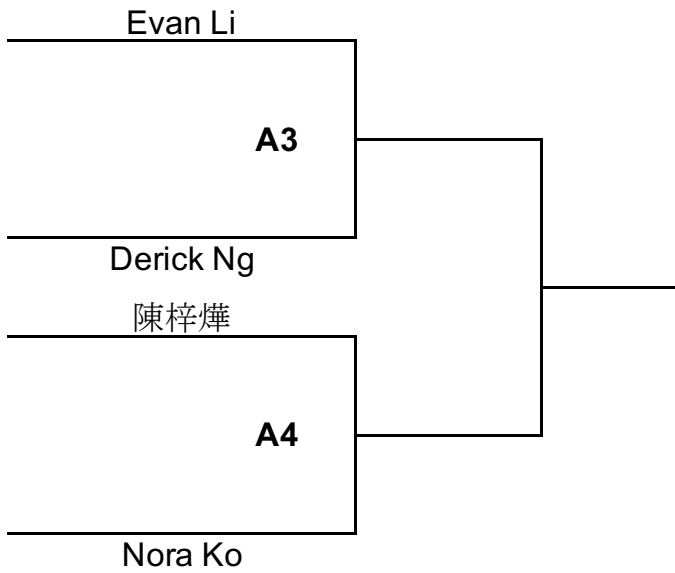 Evan Li
A3
Derick Ng
陳梓燁
A4
Nora Ko